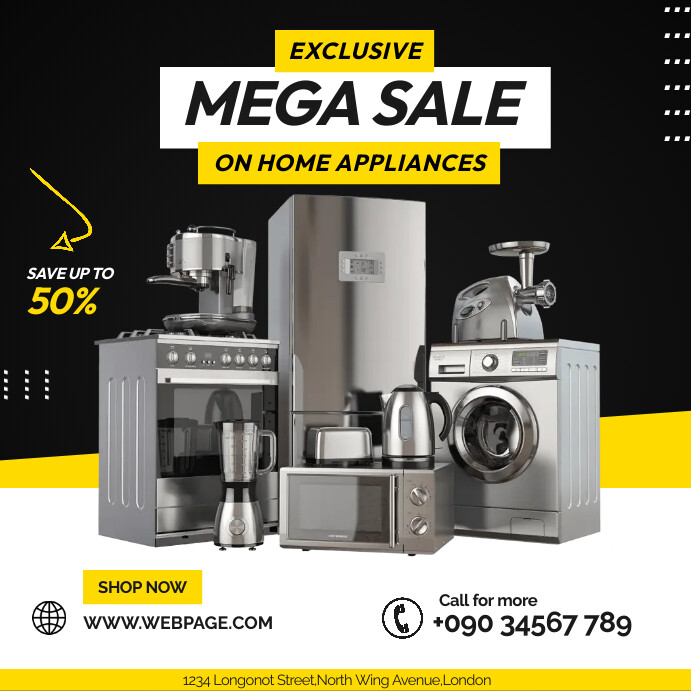 EXCLUSIVE
MEGA SALE
ON HOME APPLIANCES
SAVE UP TO
50%
SHOP NOW
WWW.WEBPAGE.COM
Call for more
+090 34567 789
1234 Longonot Street,North Wing Avenue,London